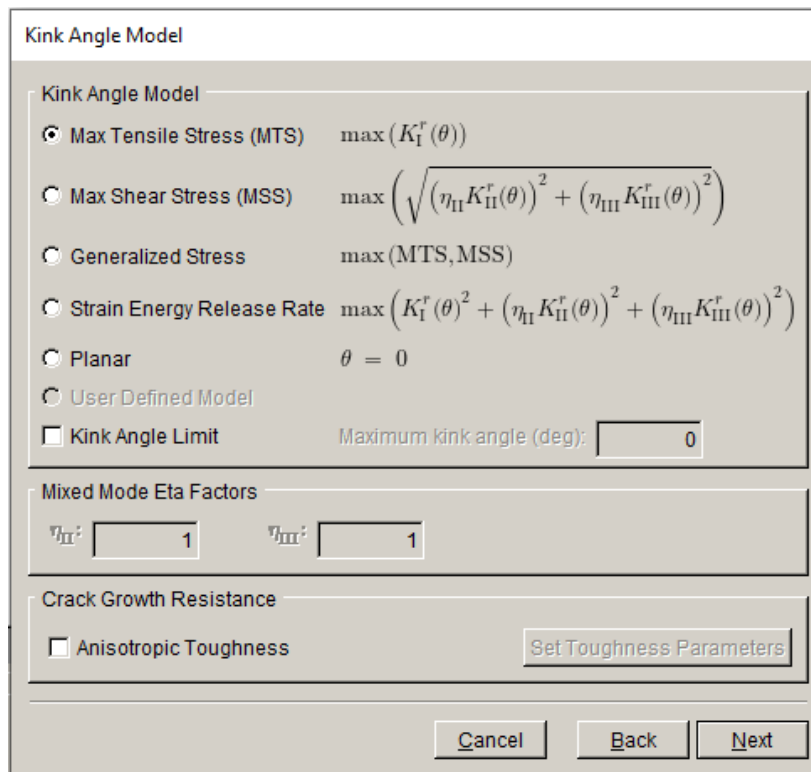 Kink Angle Model
Kink Angle Model
Max Tensile Stress (MTS) max (K_I^r(θ))
Max Shear Stress (MSS) max (√((η_II K_II^r(θ))^2 + (η_III K_III^r(θ))^2))
Generalized Stress max (MTS, MSS)
Strain Energy Release Rate max (K_I^r(θ)^2 + (η_II K_II^r(θ))^2 + (η_III K_III^r(θ))^2)
Planar θ = 0
User Defined Model
Kink Angle Limit Maximum kink angle (deg): 0
Mixed Mode Eta Factors
η_II: 1 η_III: 1
Crack Growth Resistance
Anisotropic Toughness Set Toughness Parameters
Cancel Back Next